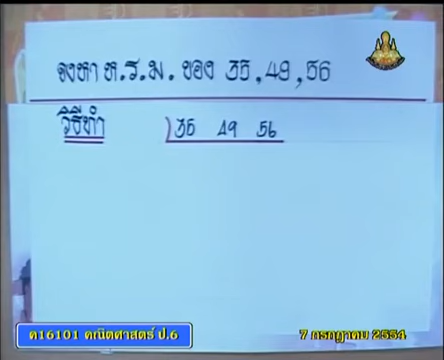 จงหา ห.ร.ม. ของ 35, 49, 56
วิธีทำ
35 49 56
ค16101 คณิตศาสตร์ ป.6
7 กรกฎาคม 2554